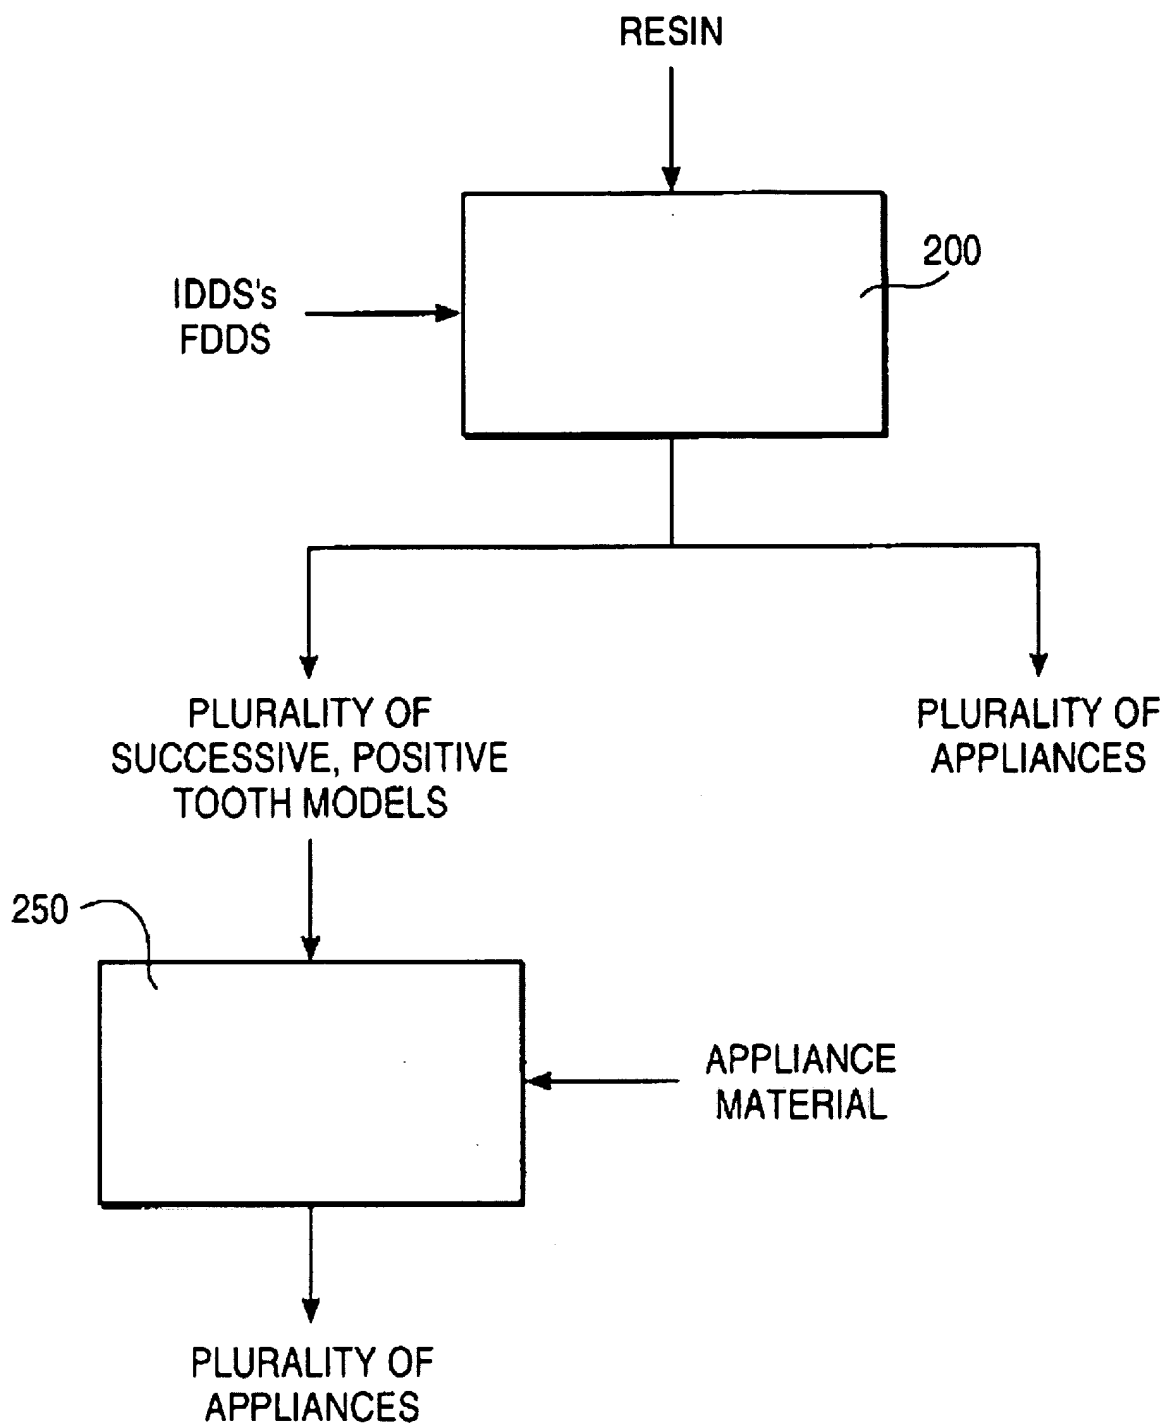 RESIN
200
IDDS's
FDDS
PLURALITY OF
SUCCESSIVE, POSITIVE
TOOTH MODELS
PLURALITY OF
APPLIANCES
250
APPLIANCE
MATERIAL
PLURALITY OF
APPLIANCES